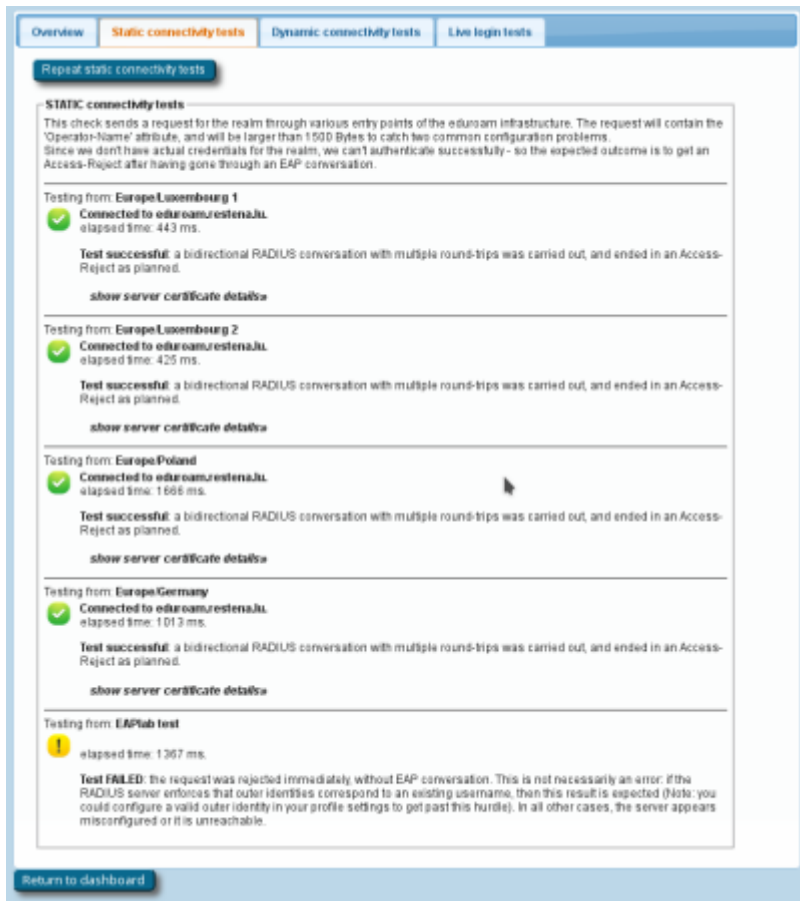 Overview
Static connectivity tests
Dynamic connectivity tests
Live login tests
Repeat static connectivity tests
STATIC connectivity tests
This check sends a request for the realm through various entry points of the eduroam infrastructure. The request will contain the
'Operator-Name' attribute, and will be larger than 1500 Bytes to catch two common configuration problems.
Since we don't have actual credentials for the realm, we can't authenticate successfully - so the expected outcome is to get an
Access-Reject after having gone through an EAP conversation.
Testing from: Europe/Luxembourg 1
Connected to eduroam.restena.lu.
elapsed time: 443 ms.
Test successful: a bidirectional RADIUS conversation with multiple round-trips was carried out, and ended in an Access-
Reject as planned.
show server certificate details»
Testing from: Europe/Luxembourg 2
Connected to eduroam.restena.lu.
elapsed time: 425 ms.
Test successful: a bidirectional RADIUS conversation with multiple round-trips was carried out, and ended in an Access-
Reject as planned.
show server certificate details»
Testing from: Europe/Poland
Connected to eduroam.restena.lu.
elapsed time: 1666 ms.
Test successful: a bidirectional RADIUS conversation with multiple round-trips was carried out, and ended in an Access-
Reject as planned.
show server certificate details»
Testing from: Europe/Germany
Connected to eduroam.restena.lu.
elapsed time: 1013 ms.
Test successful: a bidirectional RADIUS conversation with multiple round-trips was carried out, and ended in an Access-
Reject as planned.
show server certificate details»
Testing from: EAPlab test
elapsed time: 1367 ms.
Test FAILED: the request was rejected immediately, without EAP conversation. This is not necessarily an error: if the
RADIUS server enforces that outer identities correspond to an existing username, then this result is expected (Note: you
could configure a valid outer identity in your profile settings to get past this hurdle). In all other cases, the server appears
misconfigured or it is unreachable.
Return to dashboard